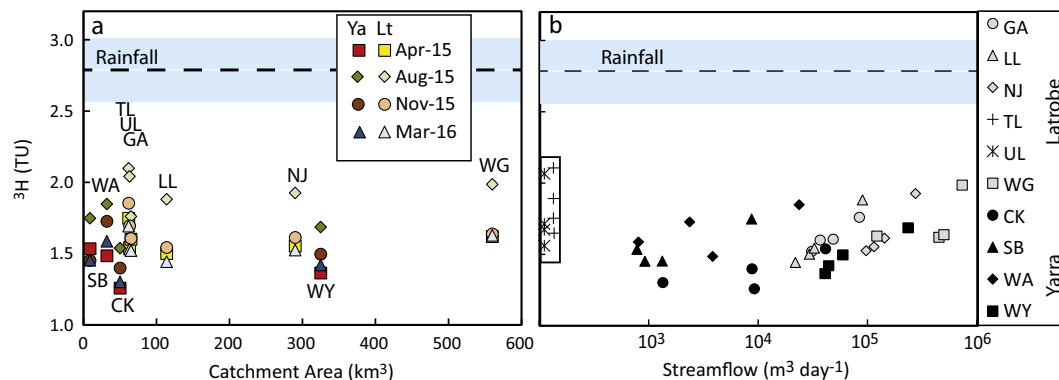 a
Ya Lt
Apr-15
Aug-15
Nov-15
Mar-16
Rainfall
TL
UL
GA
WA
LL
NJ
WG
SB
CK
WY
3.0
2.5
2.0
1.5
1.0
³H (TU)
0 100 200 300 400 500 600
Catchment Area (km³)
b
Rainfall
10³ 10⁴ 10⁵ 10⁶
Streamflow (m³ day⁻¹)
GA
LL
NJ
TL
UL
WG
CK
SB
WA
WY
Latrobe
Yarra